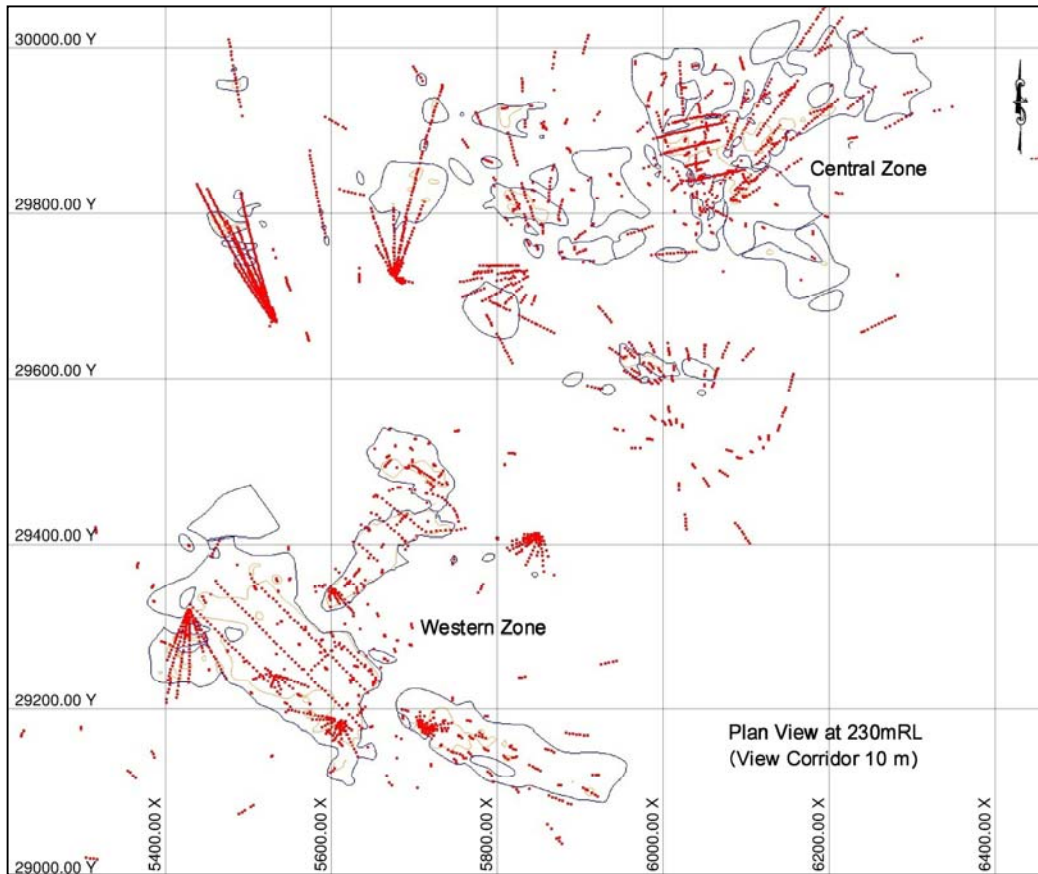 30000.00 Y
Central Zone
29800.00 Y
29600.00 Y
29400.00 Y
Western Zone
29200.00 Y
Plan View at 230mRL
(View Corridor 10 m)
29000.00 Y
5400.00 X
5600.00 X
5800.00 X
6000.00 X
6200.00 X
6400.00 X